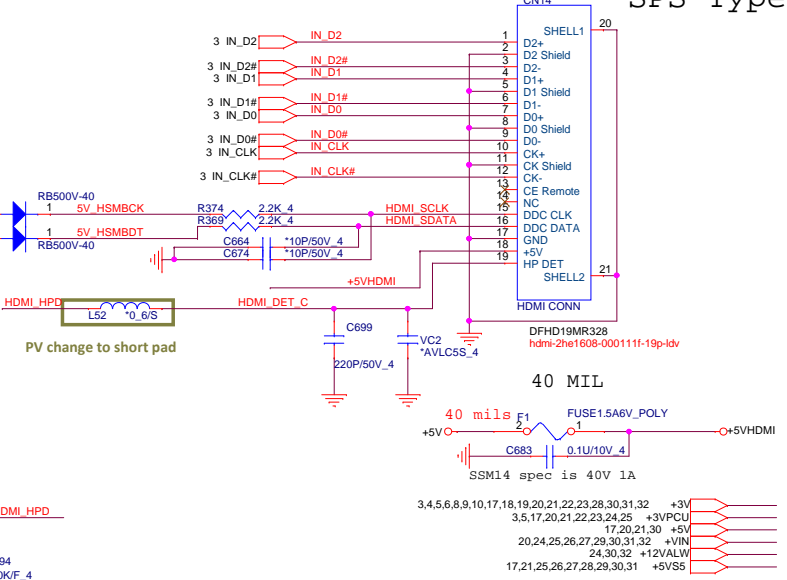 CN14
SPS Type
SHELL1 20
3 IN_D2 IN_D2 1 D2+
2 D2 Shield
3 IN_D2# IN_D2# 3 D2-
3 IN_D1 IN_D1 4 D1+
5 D1 Shield
3 IN_D1# IN_D1# 6 D1-
3 IN_D0 IN_D0 7 D0+
8 D0 Shield
3 IN_D0# IN_D0# 9 D0-
3 IN_CLK IN_CLK 10 CK+
11 CK Shield
3 IN_CLK# IN_CLK# 12 CK-
13 CE Remote
14 NC
RB500V-40
1 5V_HSMBCK R374 2.2K_4 HDMI_SCLK 15 DDC CLK
1 5V_HSMBDT R369 2.2K_4 HDMI_SDATA 16 DDC DATA
RB500V-40
C664 *10P/50V_4 17 GND
C674 *10P/50V_4 18 +5V
19 HP DET
SHELL2 21
+5VHDMI
HDMI_HPD L52 *0_6/S HDMI_DET_C
HDMI CONN
PV change to short pad
C699
220P/50V_4
VC2
*AVLC5S_4
DFHD19MR328
hdmi-2he1608-000111f-19p-ldv
40 MIL
40 mils F1 FUSE1.5A6V_POLY
+5V 2 1 +5VHDMI
C683 0.1U/10V_4
SSM14 spec is 40V 1A
3,4,5,6,8,9,10,17,18,19,20,21,22,23,28,30,31,32 +3V
3,5,17,20,21,22,23,24,25 +3VPCU
17,20,21,30 +5V
20,24,25,26,27,29,30,31,32 +VIN
24,30,32 +12VALW
17,21,25,26,27,28,29,30,31 +5VS5
DMI_HPD
94
0K/F_4